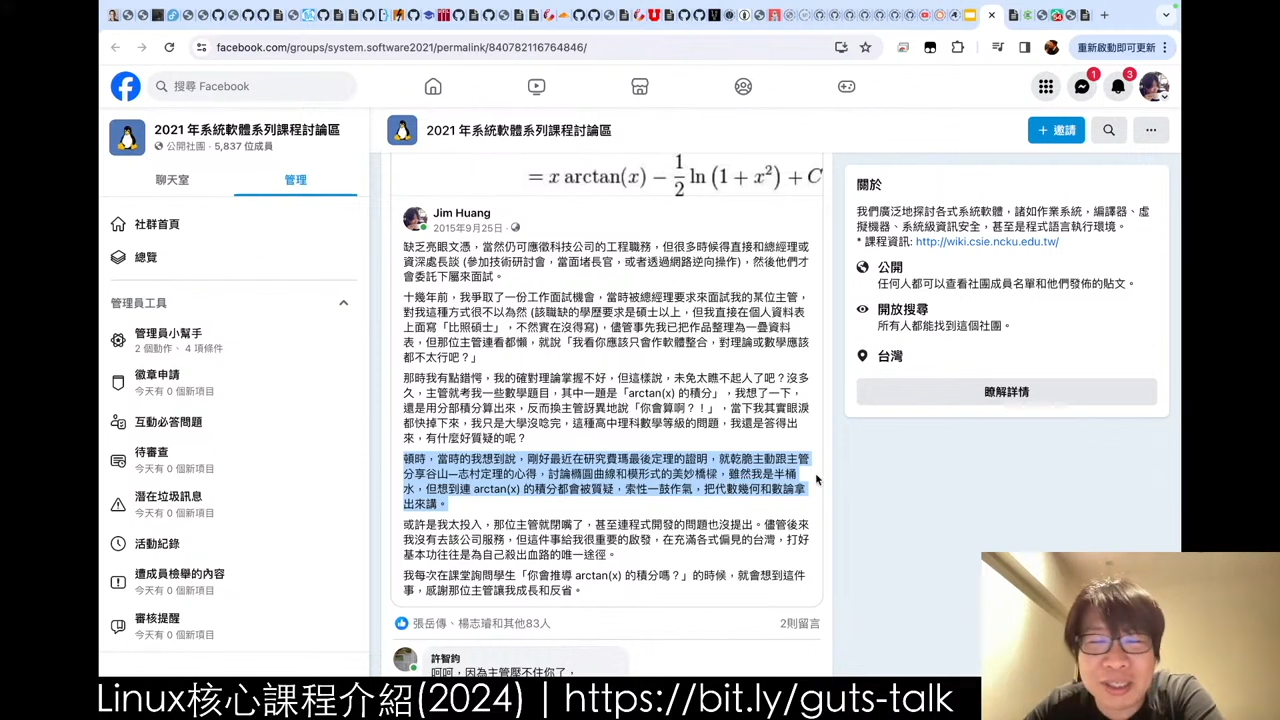 facebook.com/groups/system.software2021/permalink/840782116764846/
重新啟動即可更新
搜尋 Facebook
1
3
2021 年系統軟體系列課程討論區
公開社團 · 5,837 位成員
聊天室
管理
社群首頁
總覽
管理員工具
管理員小幫手
2 個動作、 4 項條件
徽章申請
今天有 0 個新項目
互動必答問題
待審查
今天有 0 個新項目
潛在垃圾訊息
今天有 0 個新項目
活動紀錄
遭成員檢舉的內容
今天有 0 個新項目
審核提醒
今天有 0 個新項目
2021 年系統軟體系列課程討論區
+ 邀請
= x arctan(x) − 1/2 ln (1 + x²) + C
Jim Huang
2015年9月25日 ·
缺乏亮眼文憑，當然仍可應徵科技公司的工程職務，但很多時候得直接和總經理或
資深處長談 (參加技術研討會，當面堵長官，或者透過網路逆向操作)，然後他們才
會委託下屬來面試。
十幾年前，我爭取了一份工作面試機會，當時被總經理要求來面試我的某位主管，
對我這種方式很不以為然 (該職缺的學歷要求是碩士以上，但我直接在個人資料表
上面寫「比照碩士」，不然實在沒得寫)，儘管事先我已把作品整理為一疊資料
表，但那位主管連看都懶，就說「我看你應該只會作軟體整合，對理論或數學應該
都不太行吧？」
那時我有點錯愕，我的確對理論掌握不好，但這樣說，未免太瞧不起人了吧？沒多
久，主管就考我一些數學題目，其中一題是「arctan(x) 的積分」，我想了一下，
還是用分部積分算出來，反而換主管訝異地說「你會算啊？！」，當下我其實眼淚
都快掉下來，我只是大學沒唸完，這種高中理科數學等級的問題，我還是答得出
來，有什麼好質疑的呢？
頓時，當時的我想到說，剛好最近在研究費瑪最後定理的證明，就乾脆主動跟主管
分享谷山—志村定理的心得，討論橢圓曲線和模形式的美妙橋樑，雖然我是半桶
水，但想到連 arctan(x) 的積分都會被質疑，索性一鼓作氣，把代數幾何和數論拿
出來講。
或許是我太投入，那位主管就閉嘴了，甚至連程式開發的問題也沒提出。儘管後來
我沒有去該公司服務，但這件事給我很重要的啟發，在充滿各式偏見的台灣，打好
基本功往往是為自己殺出血路的唯一途徑。
我每次在課堂詢問學生「你會推導 arctan(x) 的積分嗎？」的時候，就會想到這件
事，感謝那位主管讓我成長和反省。
張岳傳、楊志璿和其他83人
2則留言
許智鈞
呵呵，因為主管壓不住你了，
關於
我們廣泛地探討各式系統軟體，諸如作業系統，編譯器、虛
擬機器、系統級資訊安全，甚至是程式語言執行環境。
* 課程資訊: http://wiki.csie.ncku.edu.tw/
公開
任何人都可以查看社團成員名單和他們發佈的貼文。
開放搜尋
所有人都能找到這個社團。
台灣
瞭解詳情
Linux核心課程介紹(2024) | https://bit.ly/guts-talk